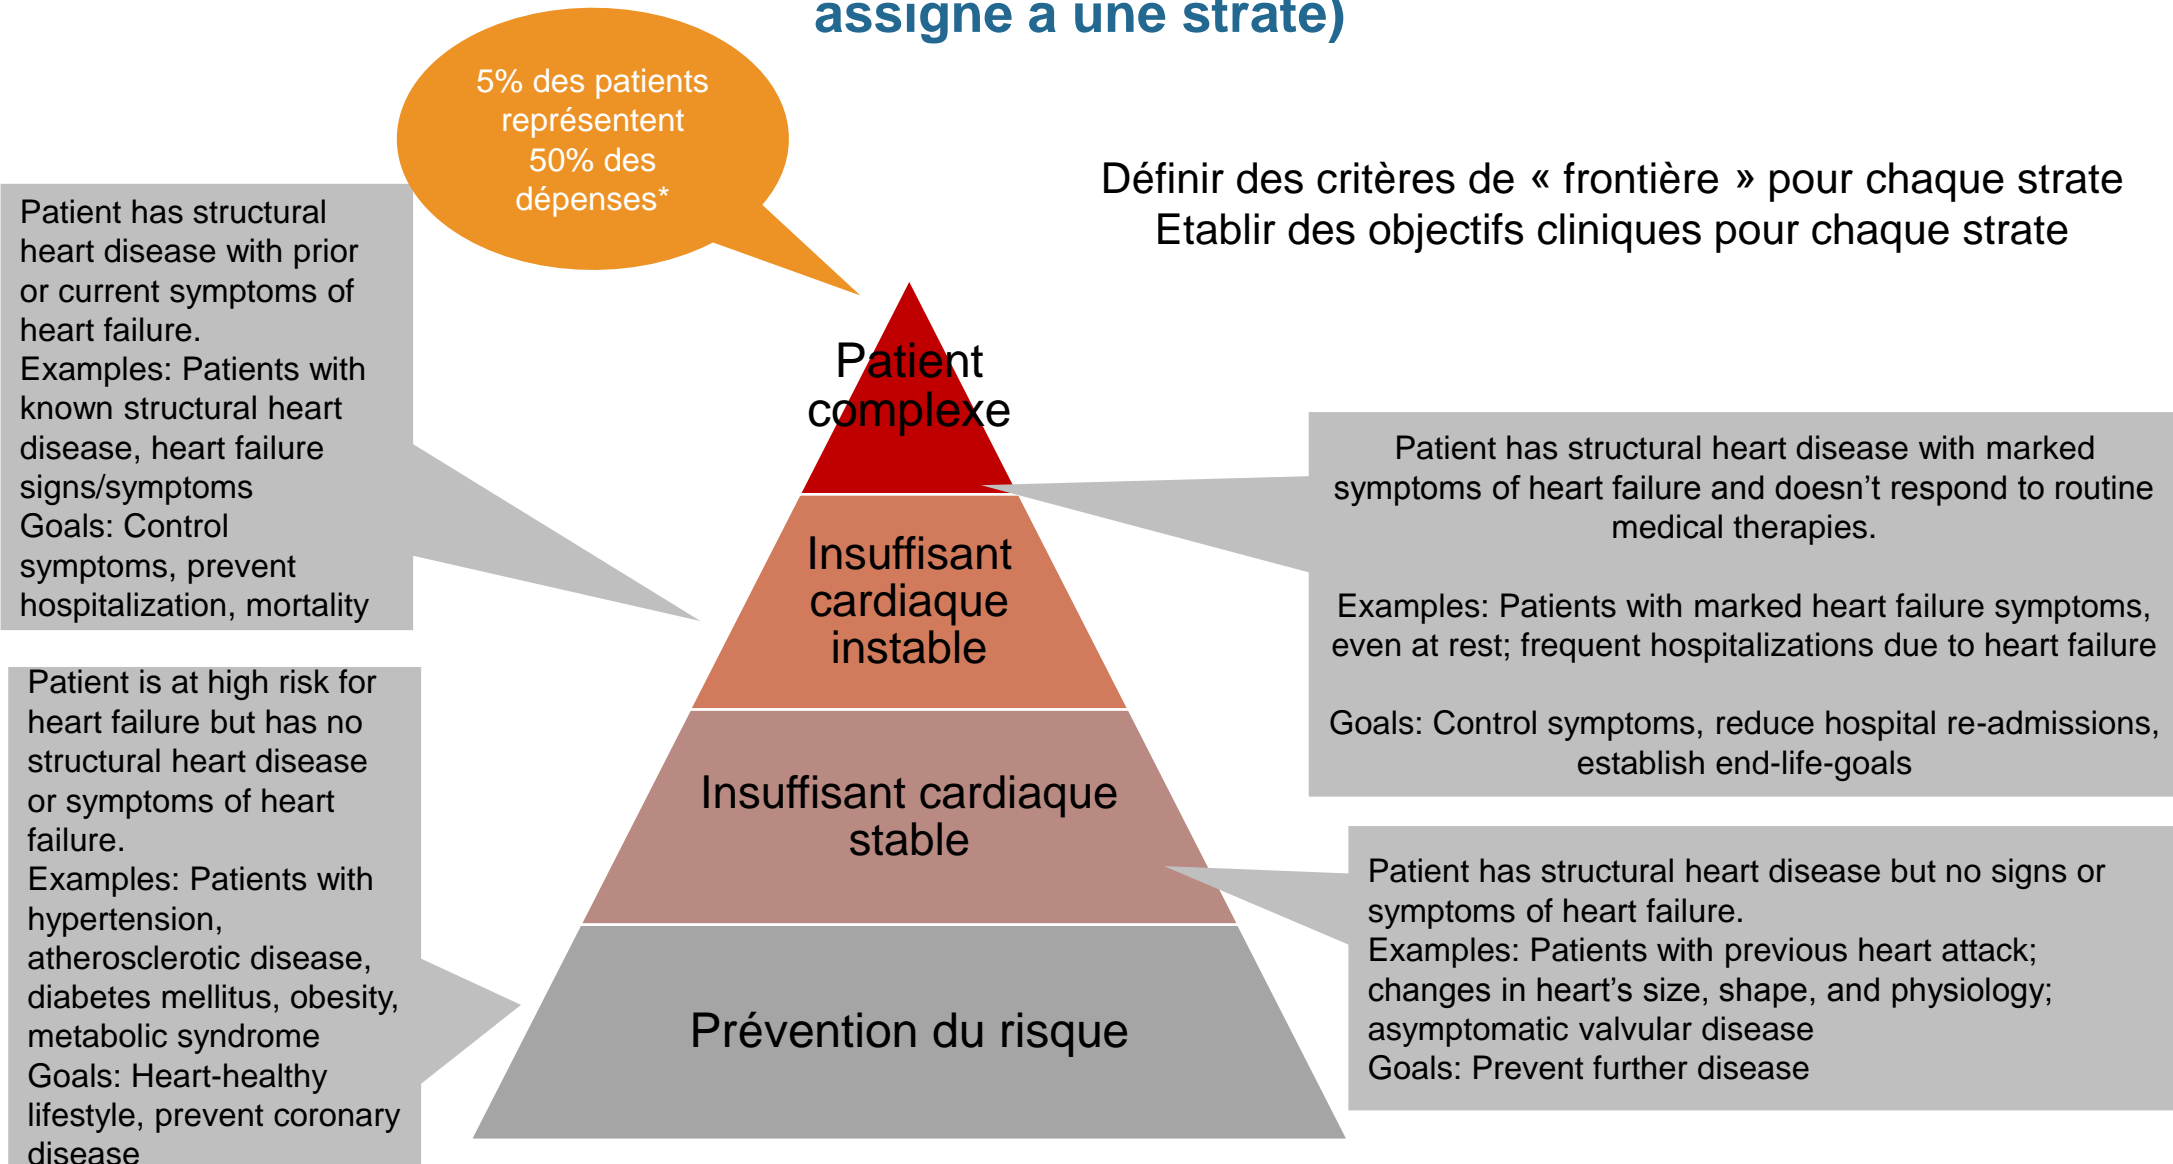 assigné à une strate)
5% des patients
représentent
50% des
dépenses*
Définir des critères de « frontière » pour chaque strate
Etablir des objectifs cliniques pour chaque strate
Patient has structural
heart disease with prior
or current symptoms of
heart failure.
Examples: Patients with
known structural heart
disease, heart failure
signs/symptoms
Goals: Control
symptoms, prevent
hospitalization, mortality
Patient
complexe
Patient has structural heart disease with marked
symptoms of heart failure and doesn’t respond to routine
medical therapies.
Examples: Patients with marked heart failure symptoms,
even at rest; frequent hospitalizations due to heart failure
Goals: Control symptoms, reduce hospital re-admissions,
establish end-life-goals
Insuffisant
cardiaque
instable
Patient is at high risk for
heart failure but has no
structural heart disease
or symptoms of heart
failure.
Examples: Patients with
hypertension,
atherosclerotic disease,
diabetes mellitus, obesity,
metabolic syndrome
Goals: Heart-healthy
lifestyle, prevent coronary
disease
Insuffisant cardiaque
stable
Patient has structural heart disease but no signs or
symptoms of heart failure.
Examples: Patients with previous heart attack;
changes in heart’s size, shape, and physiology;
asymptomatic valvular disease
Goals: Prevent further disease
Prévention du risque